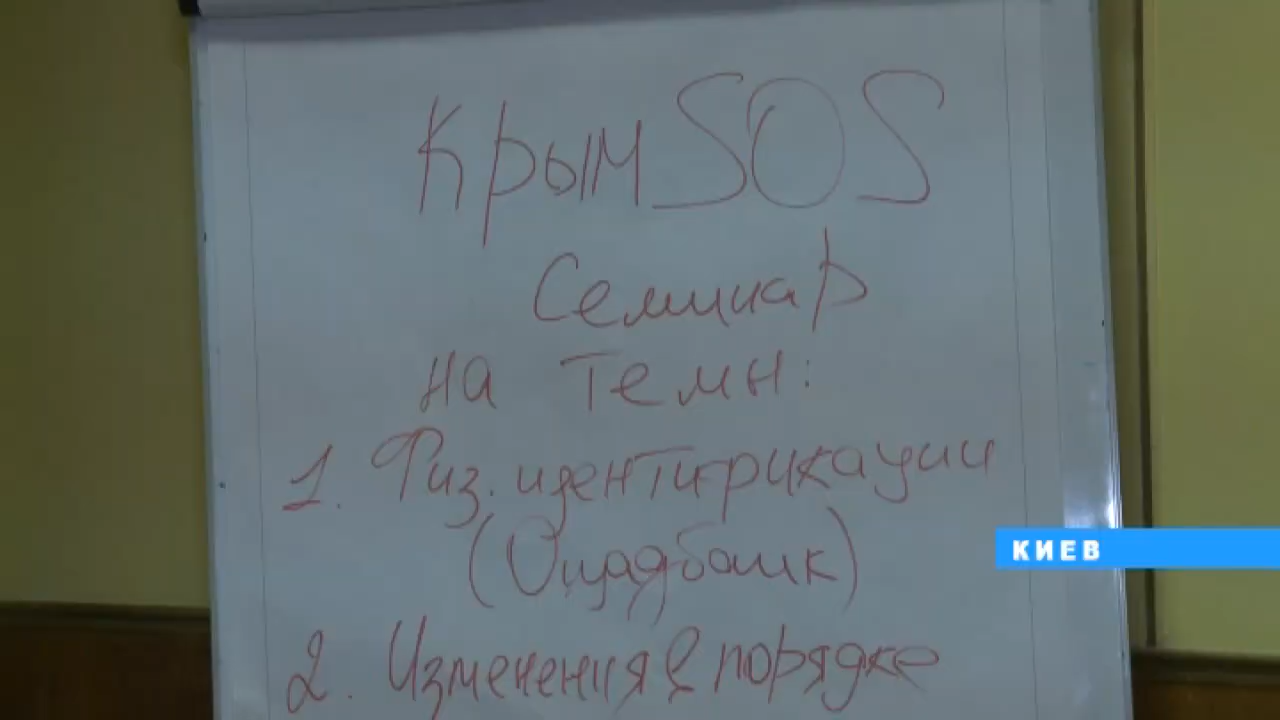 КрымSOS
Семинар
на темы:
1. Физ. идентификации
(Ощадбанк)
КИЕВ
2. Изменения в порядке